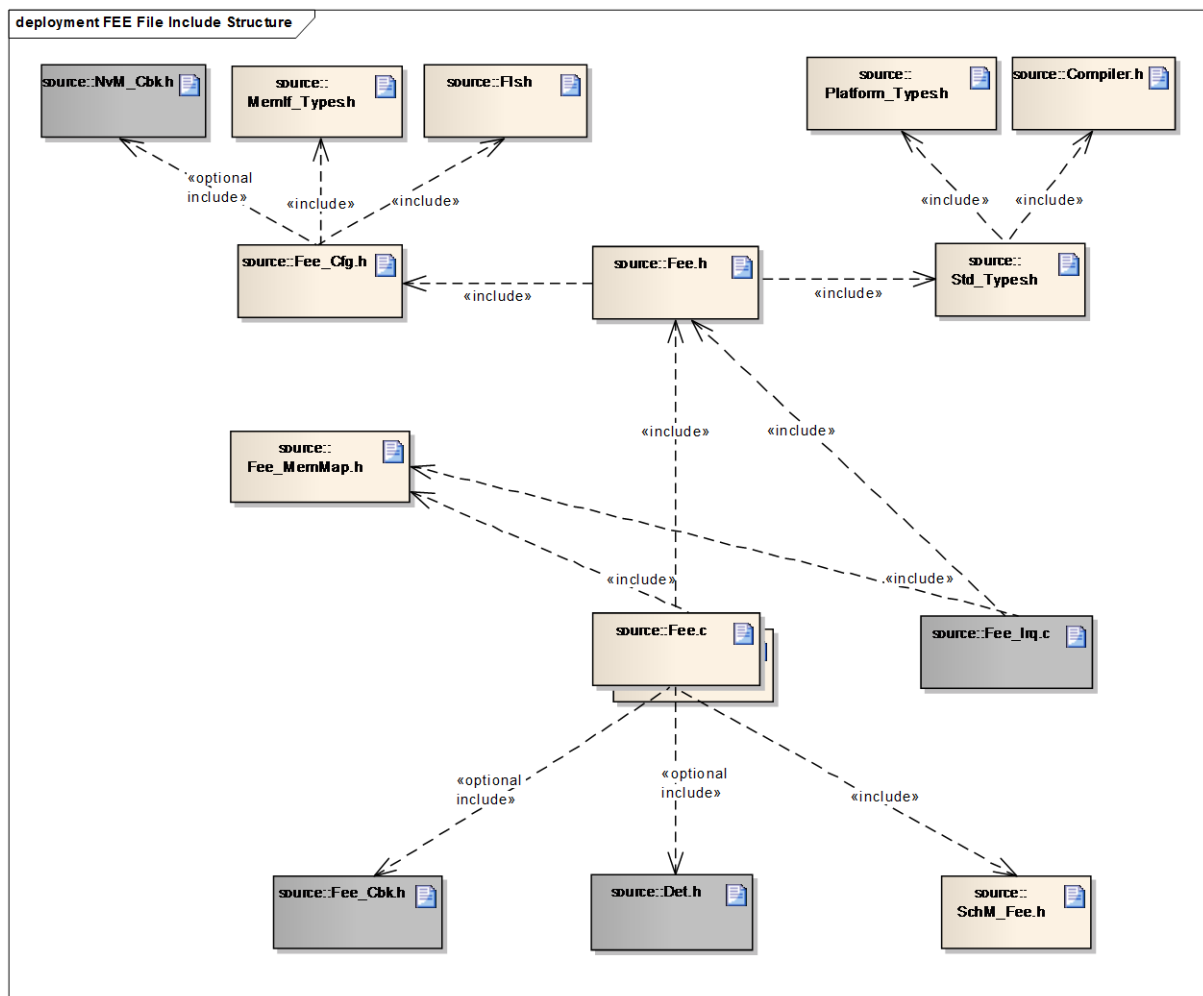 deployment FEE File Include Structure
source::NvM_Cbk.h
source::
MemIf_Types.h
source::Fls.h
source::
Platform_Types.h
source::Compiler.h
«optional
include»
«include»
«include»
«include»
«include»
source::Fee_Cfg.h
source::Fee.h
source::
Std_Types.h
«include»
«include»
«include»
«include»
source::
Fee_MemMap.h
«include»
«include»
source::Fee.c
source::Fee_Irq.c
«optional
include»
«optional
include»
«include»
source::Fee_Cbk.h
source::Det.h
source::
SchM_Fee.h